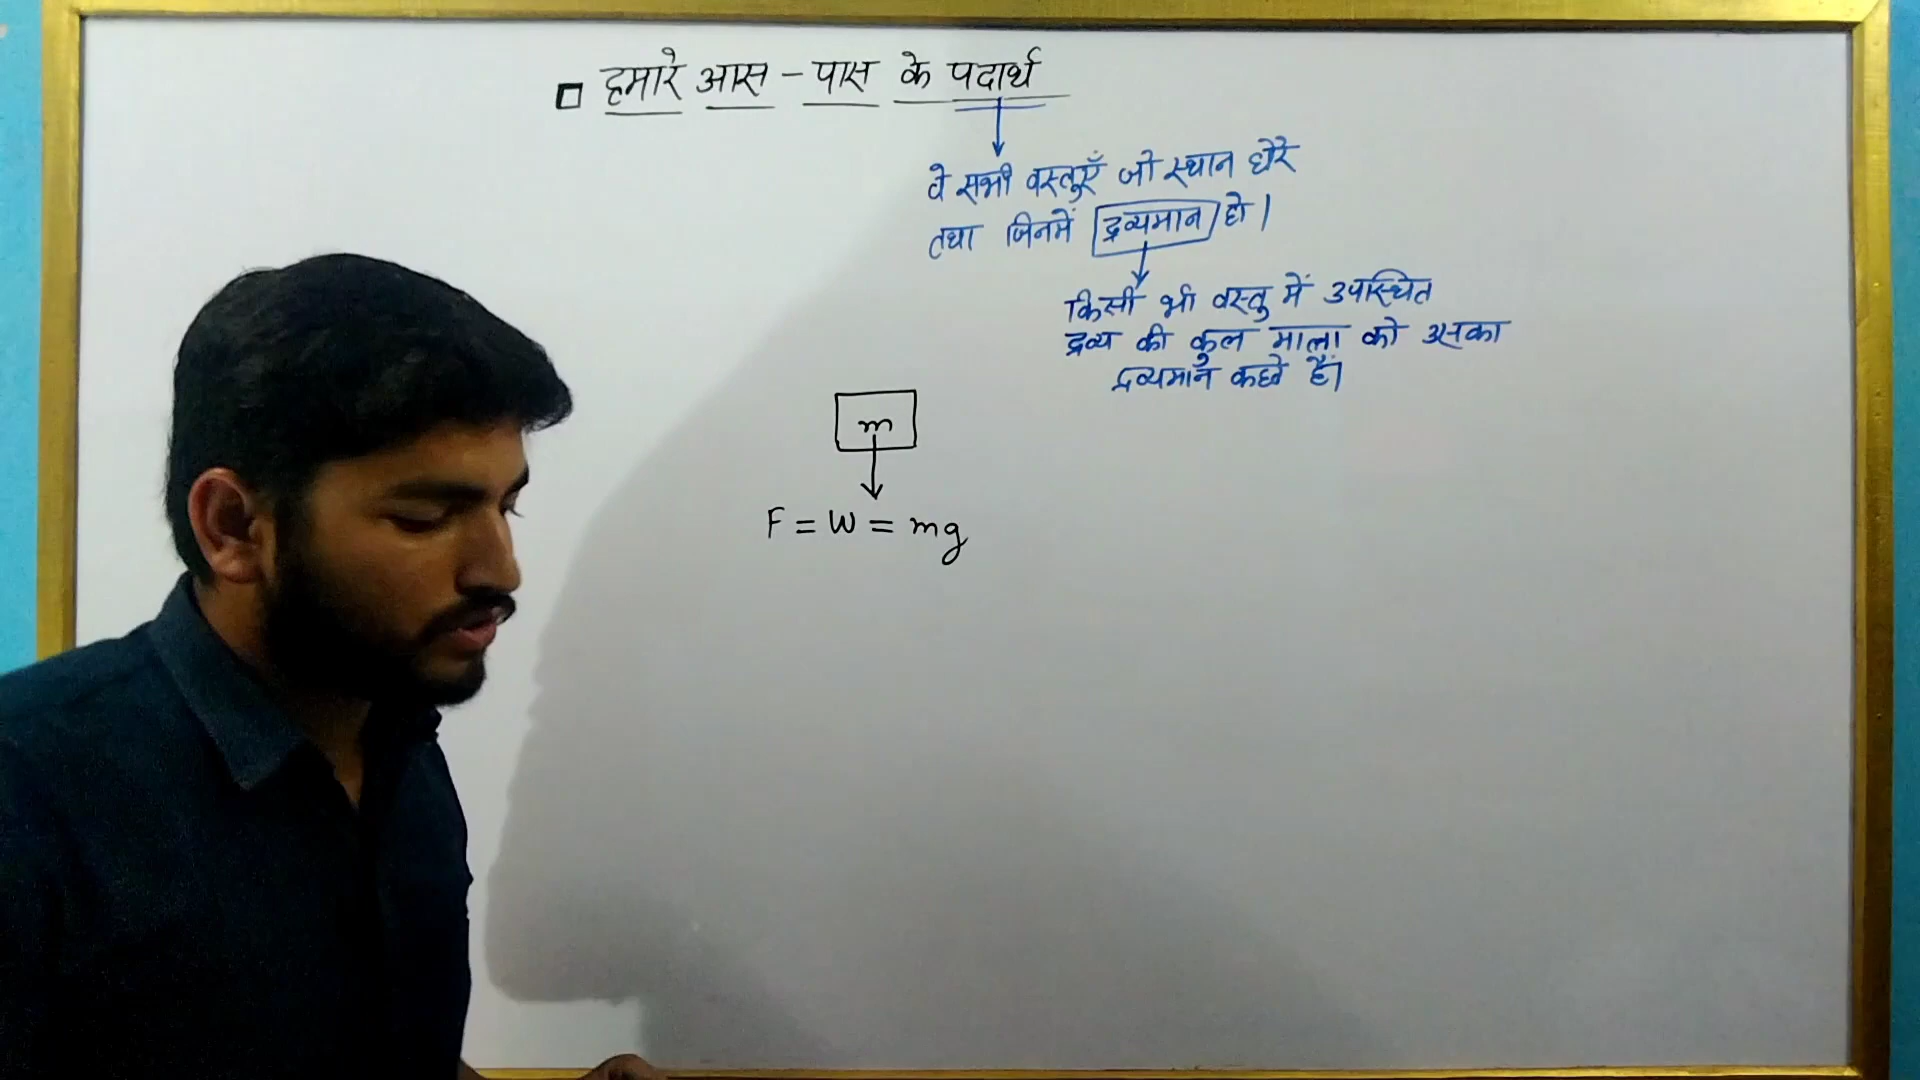 हमारे आस - पास के पदार्थ
वे सभी वस्तुएँ जो स्थान घेरे
तथा जिनमें द्रव्यमान हो।
किसी भी वस्तु में उपस्थित
द्रव्य की कुल मात्रा को उसका
द्रव्यमान कहते हैं।
m
F = W = mg